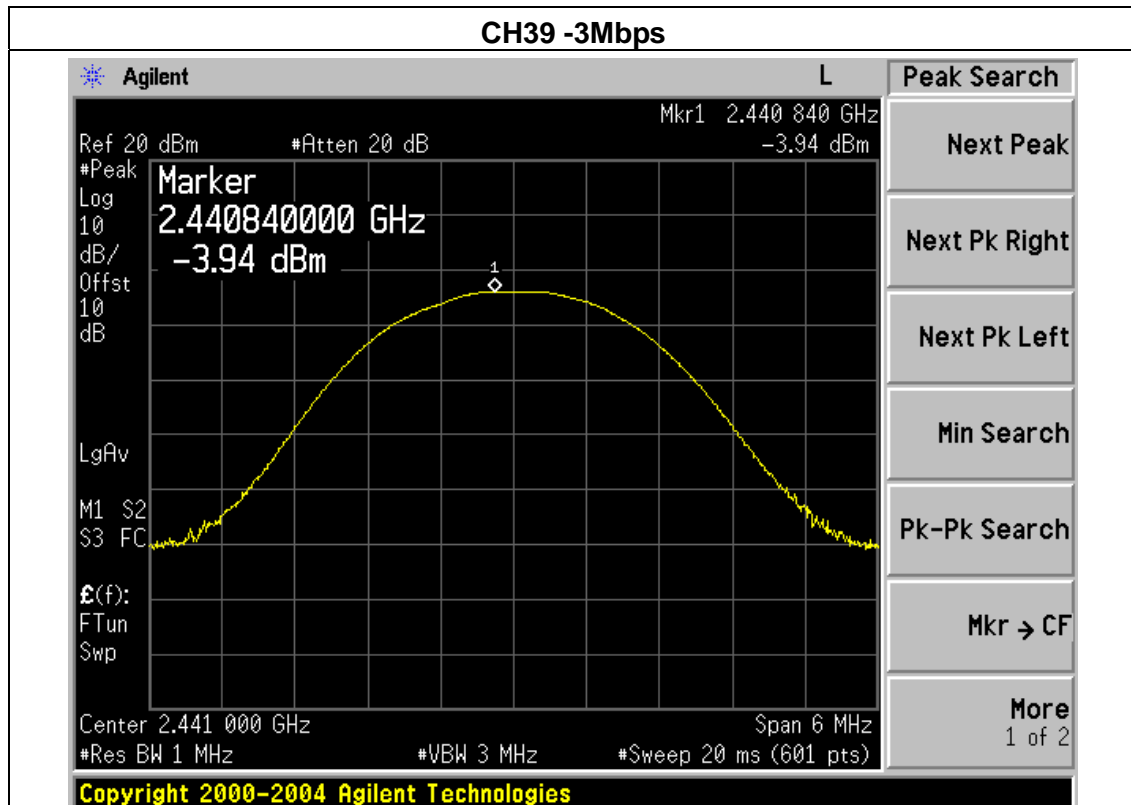 CH39 -3Mbps
Agilent L Peak Search
Mkr1 2.440 840 GHz
Ref 20 dBm #Atten 20 dB -3.94 dBm
#Peak
Log
10
dB/
Offst
10
dB
Marker
2.440840000 GHz
-3.94 dBm
1
LgAv
M1 S2
S3 FC
£(f):
FTun
Swp
Center 2.441 000 GHz Span 6 MHz
#Res BW 1 MHz #VBW 3 MHz #Sweep 20 ms (601 pts)
Next Peak
Next Pk Right
Next Pk Left
Min Search
Pk-Pk Search
Mkr → CF
More
1 of 2
Copyright 2000-2004 Agilent Technologies